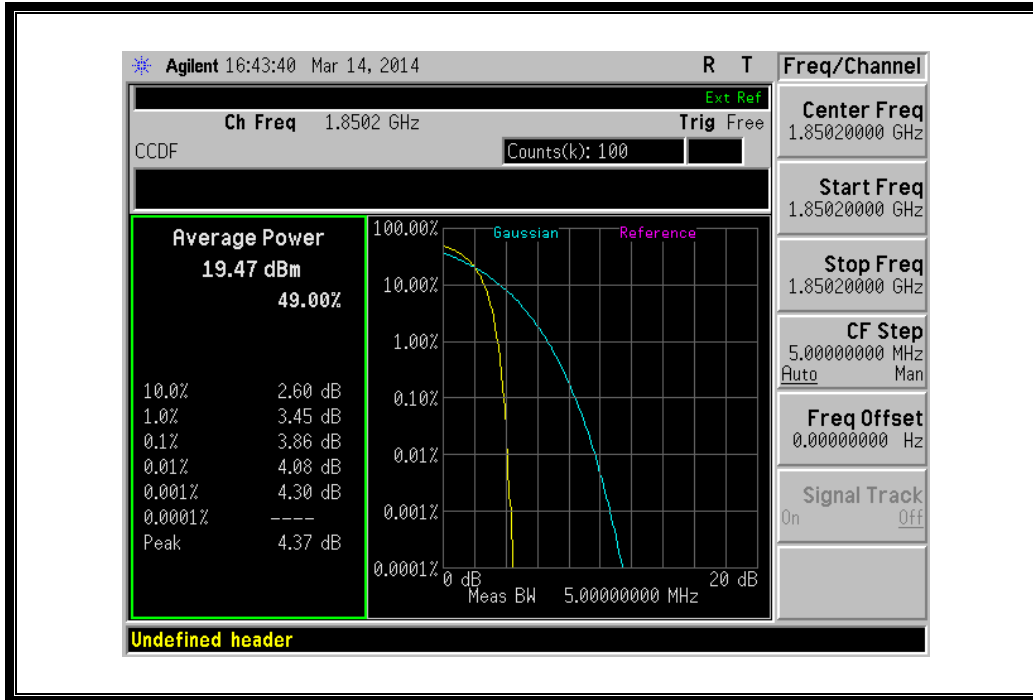 Agilent 16:43:40 Mar 14, 2014 R T
Ext Ref
Ch Freq 1.8502 GHz Trig Free
CCDF Counts(k): 100
Average Power
19.47 dBm
49.00%
10.0% 2.60 dB
1.0% 3.45 dB
0.1% 3.86 dB
0.01% 4.08 dB
0.001% 4.30 dB
0.0001% ----
Peak 4.37 dB
Gaussian Reference
100.00%
10.00%
1.00%
0.10%
0.01%
0.001%
0.0001%
0 dB 20 dB
Meas BW 5.00000000 MHz
Freq/Channel
Center Freq
1.85020000 GHz
Start Freq
1.85020000 GHz
Stop Freq
1.85020000 GHz
CF Step
5.00000000 MHz
Auto Man
Freq Offset
0.00000000 Hz
Signal Track
On Off
Undefined header